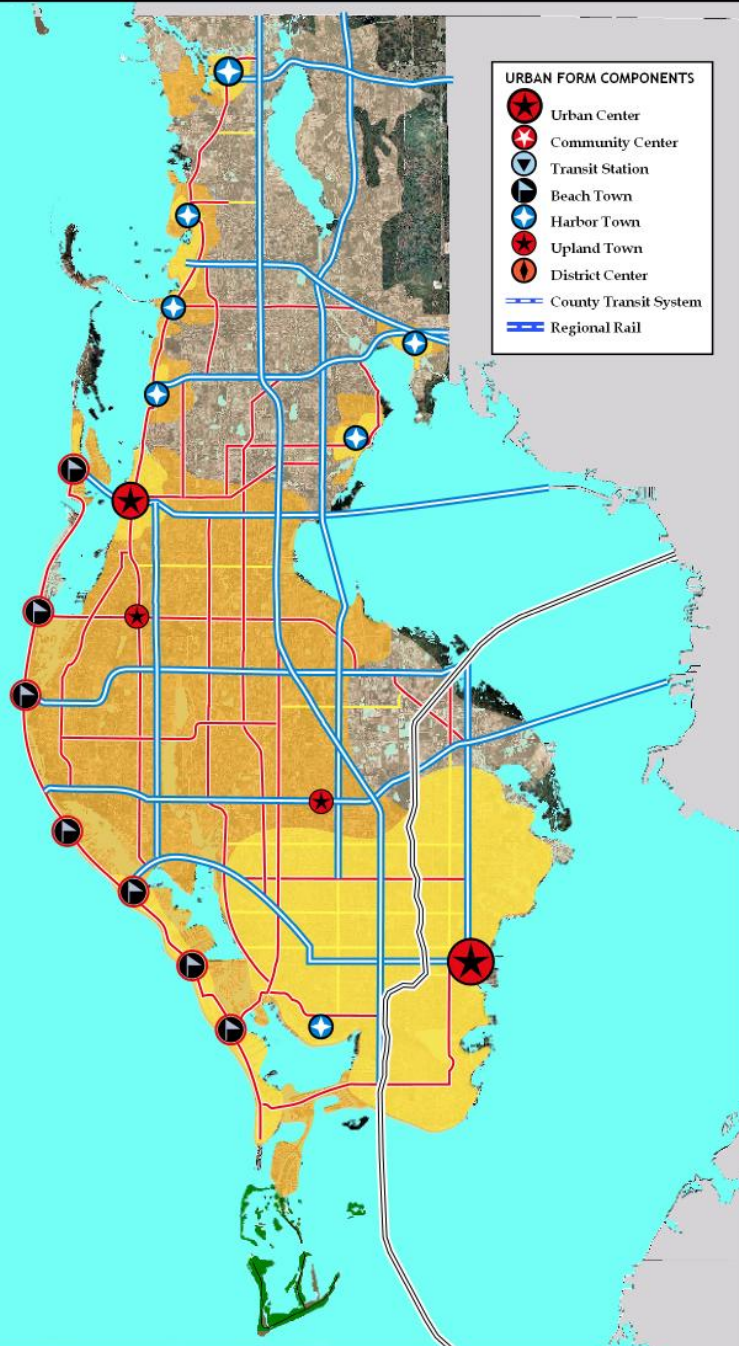 URBAN FORM COMPONENTS
Urban Center
Community Center
Transit Station
Beach Town
Harbor Town
Upland Town
District Center
County Transit System
Regional Rail